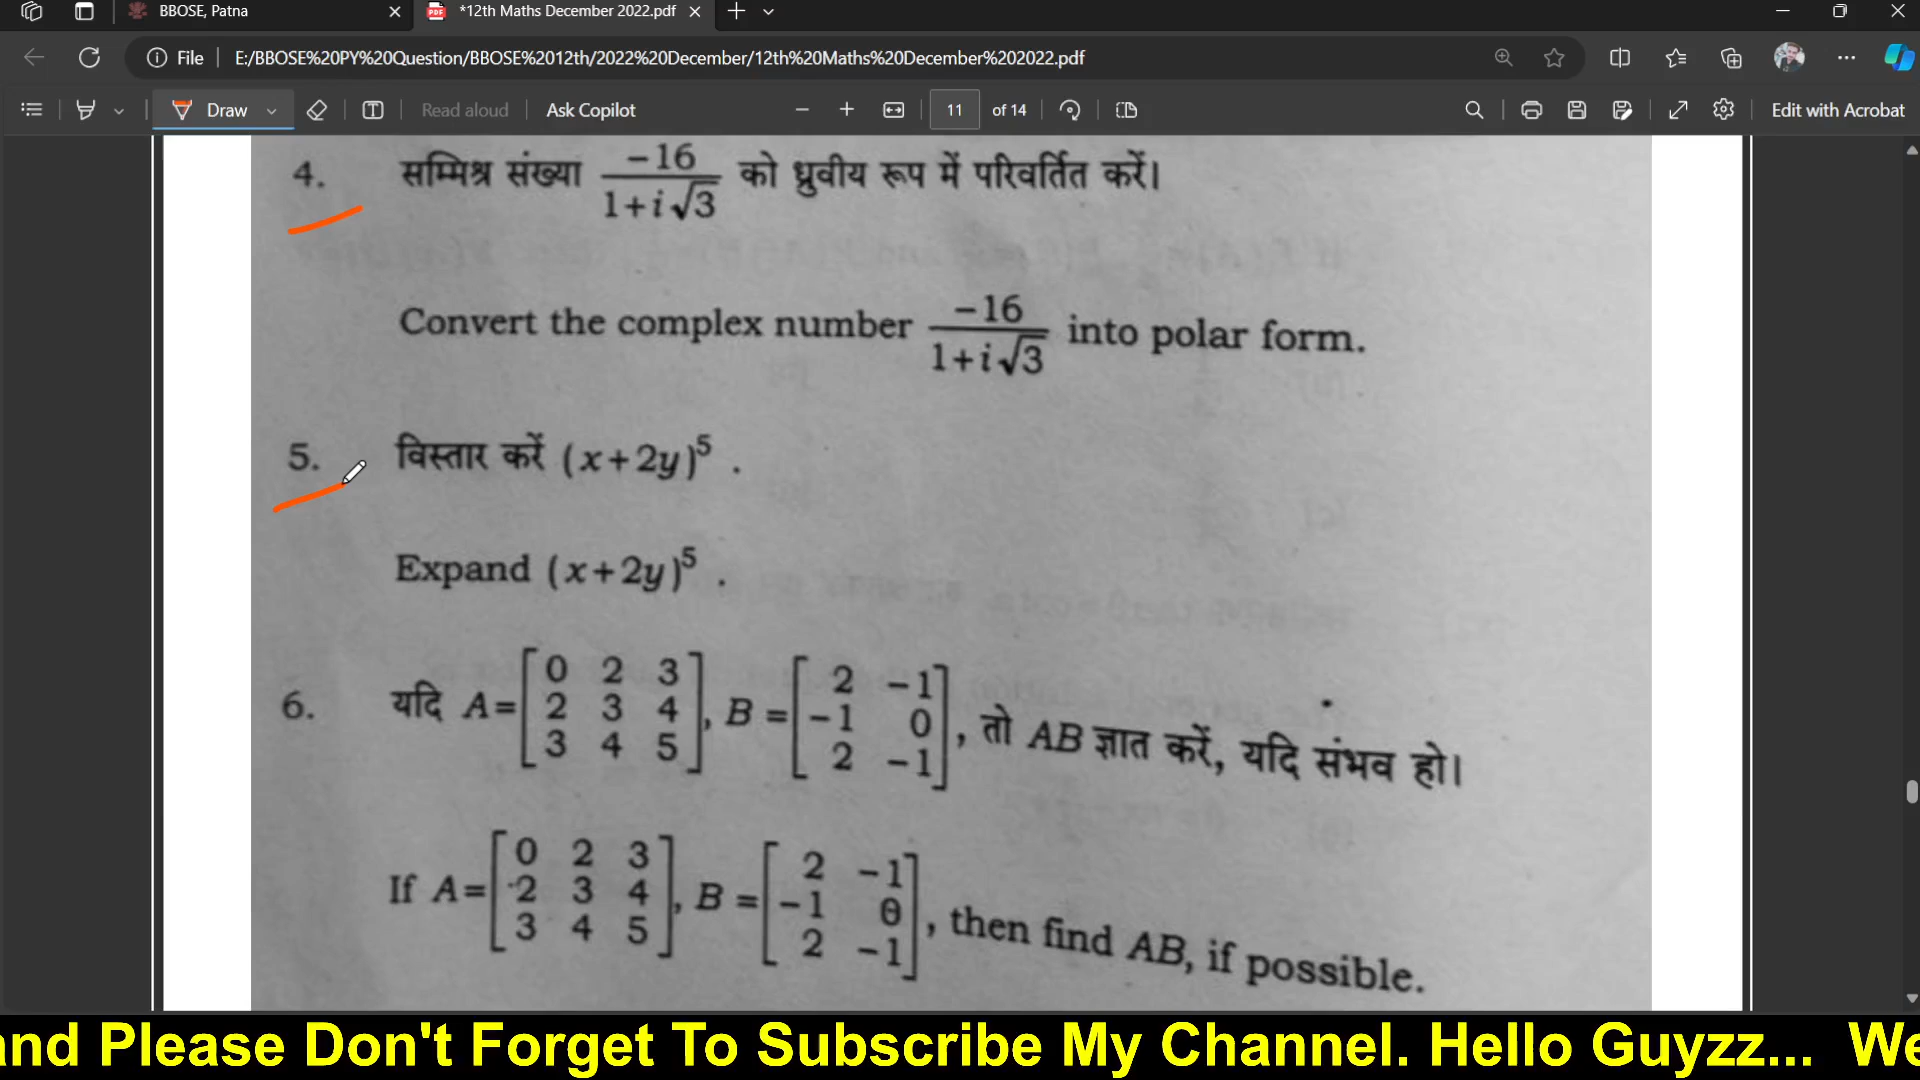 BBOSE, Patna
*12th Maths December 2022.pdf
File
E:/BBOSE%20PY%20Question/BBOSE%2012th/2022%20December/12th%20Maths%20December%202022.pdf
Draw
Read aloud
Ask Copilot
11 of 14
Edit with Acrobat
4. सम्मिश्र संख्या -16/(1+i√3) को ध्रुवीय रूप में परिवर्तित करें।
Convert the complex number -16/(1+i√3) into polar form.
5. विस्तार करें (x+2y)⁵ .
Expand (x+2y)⁵ .
6. यदि A=[0 2 3; 2 3 4; 3 4 5], B=[2 -1; -1 0; 2 -1], तो AB ज्ञात करें, यदि संभव हो।
If A=[0 2 3; 2 3 4; 3 4 5], B=[2 -1; -1 0; 2 -1], then find AB, if possible.
and Please Don't Forget To Subscribe My Channel. Hello Guyzz... We